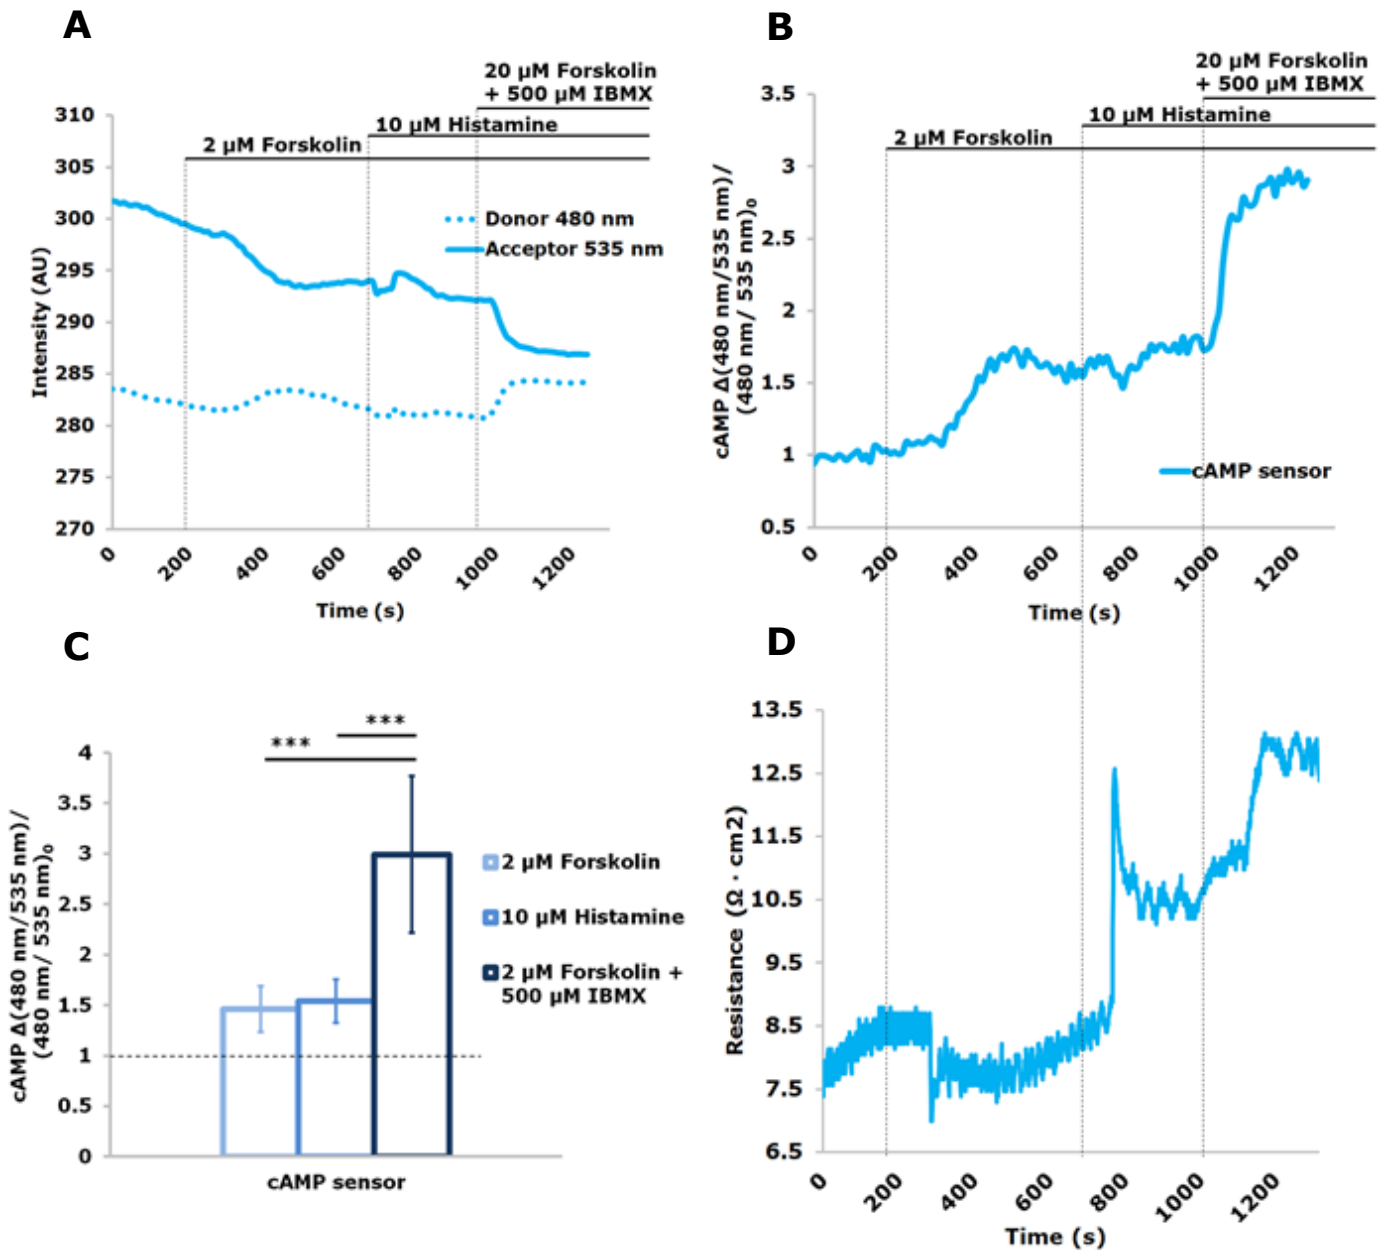 A
20 µM Forskolin
+ 500 µM IBMX
10 µM Histamine
2 µM Forskolin
Donor 480 nm
Acceptor 535 nm
Intensity (AU)
310
305
300
295
290
285
280
275
270
0
200
400
600
800
1000
1200
Time (s)
B
20 µM Forskolin
+ 500 µM IBMX
10 µM Histamine
2 µM Forskolin
cAMP Δ(480 nm/535 nm)/
(480 nm/ 535 nm)₀
3.5
3
2.5
2
1.5
1
0.5
cAMP sensor
0
200
400
600
800
1000
1200
Time (s)
C
***
***
cAMP Δ(480 nm/535 nm)/
(480 nm/ 535 nm)₀
4
3.5
3
2.5
2
1.5
1
0.5
0
2 µM Forskolin
10 µM Histamine
2 µM Forskolin +
500 µM IBMX
cAMP sensor
D
Resistance (Ω · cm2)
13.5
12.5
11.5
10.5
9.5
8.5
7.5
6.5
0
200
400
600
800
1000
1200
Time (s)